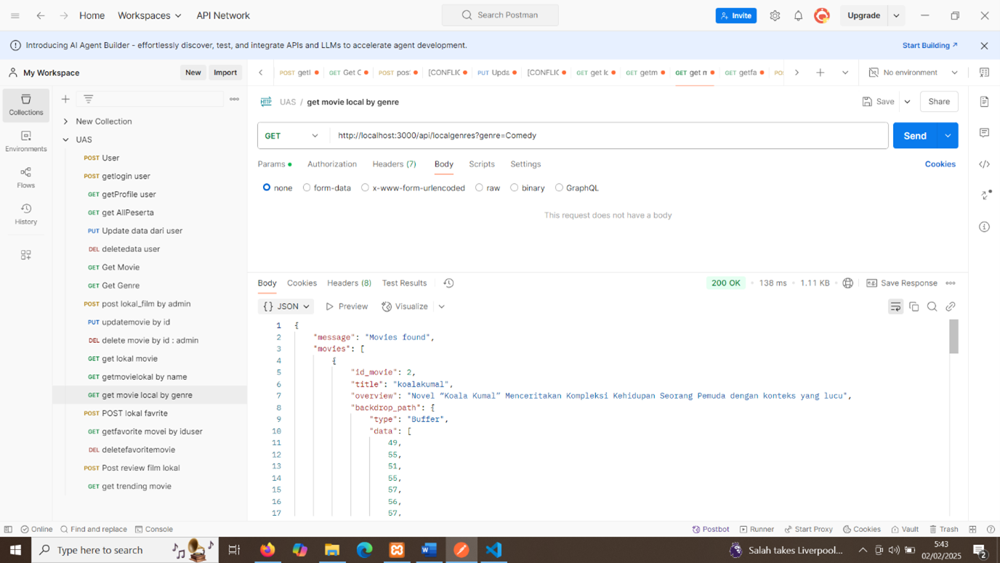 Home Workspaces API Network Search Postman Invite Upgrade
Introducing AI Agent Builder - effortlessly discover, test, and integrate APIs and LLMs to accelerate agent development. Start Building
My Workspace New Import
POST getl GET Get C POST pos [CONFLIC PUT Upda [CONFLIC GET get lc GET getm GET get m GET getfa PO No environment
Collections
Environments
Flows
History
New Collection
UAS
POST User
POST getlogin user
GET getProfile user
GET get AllPeserta
PUT Update data dari user
DEL deletedata user
GET Get Movie
GET Get Genre
POST post lokal_film by admin
PUT updatemovie by id
DEL delete movie by id : admin
GET get lokal movie
GET getmovielokal by name
GET get movie local by genre
POST POST lokal favrite
GET getfavorite movei by iduser
DEL deletefavoritemovie
POST Post review film lokal
GET get trending movie
HTTP UAS / get movie local by genre Save Share
GET http://localhost:3000/api/localgenres?genre=Comedy Send
Params Authorization Headers (7) Body Scripts Settings Cookies
none form-data x-www-form-urlencoded raw binary GraphQL
This request does not have a body
Body Cookies Headers (8) Test Results 200 OK 138 ms 1.11 KB Save Response
{} JSON Preview Visualize
1 {
2 "message": "Movies found",
3 "movies": [
4 {
5 "id_movie": 2,
6 "title": "koalakumal",
7 "overview": "Novel “Koala Kumal” Menceritakan Kompleksi Kehidupan Seorang Pemuda dengan konteks yang lucu",
8 "backdrop_path": {
9 "type": "Buffer",
10 "data": [
11 49,
12 55,
13 51,
14 55,
15 57,
16 56,
17 57,
Online Find and replace Console Postbot Runner Start Proxy Cookies Vault Trash
Type here to search Salah takes Liverpool... 5:43
02/02/2025 2